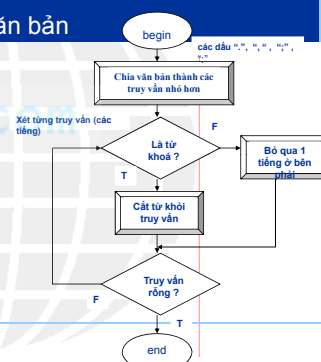 ăn bản
begin
các dấu “.”, “,“ , “;” ,
“:”
Chia văn bản thành các
truy vấn nhỏ hơn
com
Xét từng truy vấn (các
tiếng)
F
Là từ
khoá ?
Bỏ qua 1
tiếng ở bên
phải
T
Cắt từ khỏi
truy vấn
Truy vấn
rỗng ?
F
T
end